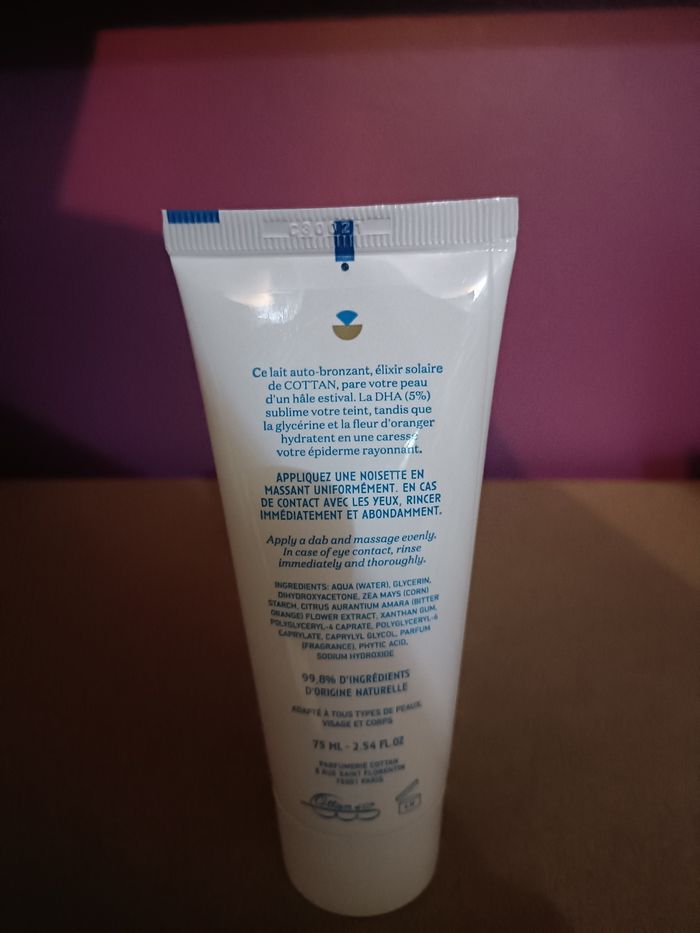 C30021
Ce lait auto-bronzant, élixir solaire
de COTTAN, pare votre peau
d'un hâle estival. La DHA (5%)
sublime votre teint, tandis que
la glycérine et la fleur d'oranger
hydratent en une caresse
votre épiderme rayonnant.
APPLIQUEZ UNE NOISETTE EN
MASSANT UNIFORMÉMENT. EN CAS
DE CONTACT AVEC LES YEUX, RINCER
IMMÉDIATEMENT ET ABONDAMMENT.
Apply a dab and massage evenly.
In case of eye contact, rinse
immediately and thoroughly.
INGREDIENTS: AQUA (WATER), GLYCERIN,
DIHYDROXYACETONE, ZEA MAYS (CORN)
STARCH, CITRUS AURANTIUM AMARA (BITTER
ORANGE) FLOWER EXTRACT, XANTHAN GUM,
POLYGLYCERYL-4 CAPRATE, POLYGLYCERYL-6
CAPRYLATE, CAPRYLYL GLYCOL, PARFUM
(FRAGRANCE), PHYTIC ACID,
SODIUM HYDROXIDE
99,8% D'INGRÉDIENTS
D'ORIGINE NATURELLE
ADAPTÉ À TOUS TYPES DE PEAUX,
VISAGE ET CORPS
75 ML - 2.54 FL OZ
PARFUMERIE COTTAN
8 RUE SAINT FLORENTIN
75001 PARIS
Cottan